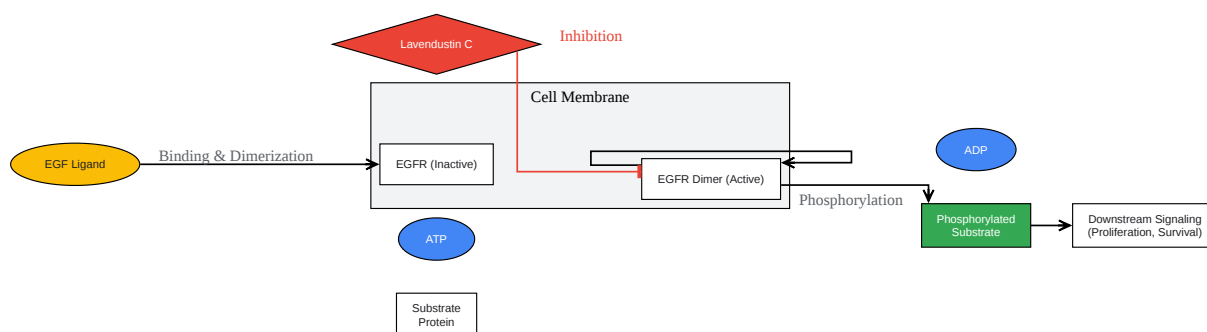 Lavendustin C
Inhibition
Cell Membrane
EGF Ligand
Binding & Dimerization
EGFR (Inactive)
EGFR Dimer (Active)
ADP
Phosphorylation
Phosphorylated
Substrate
Downstream Signaling
(Proliferation, Survival)
ATP
Substrate
Protein